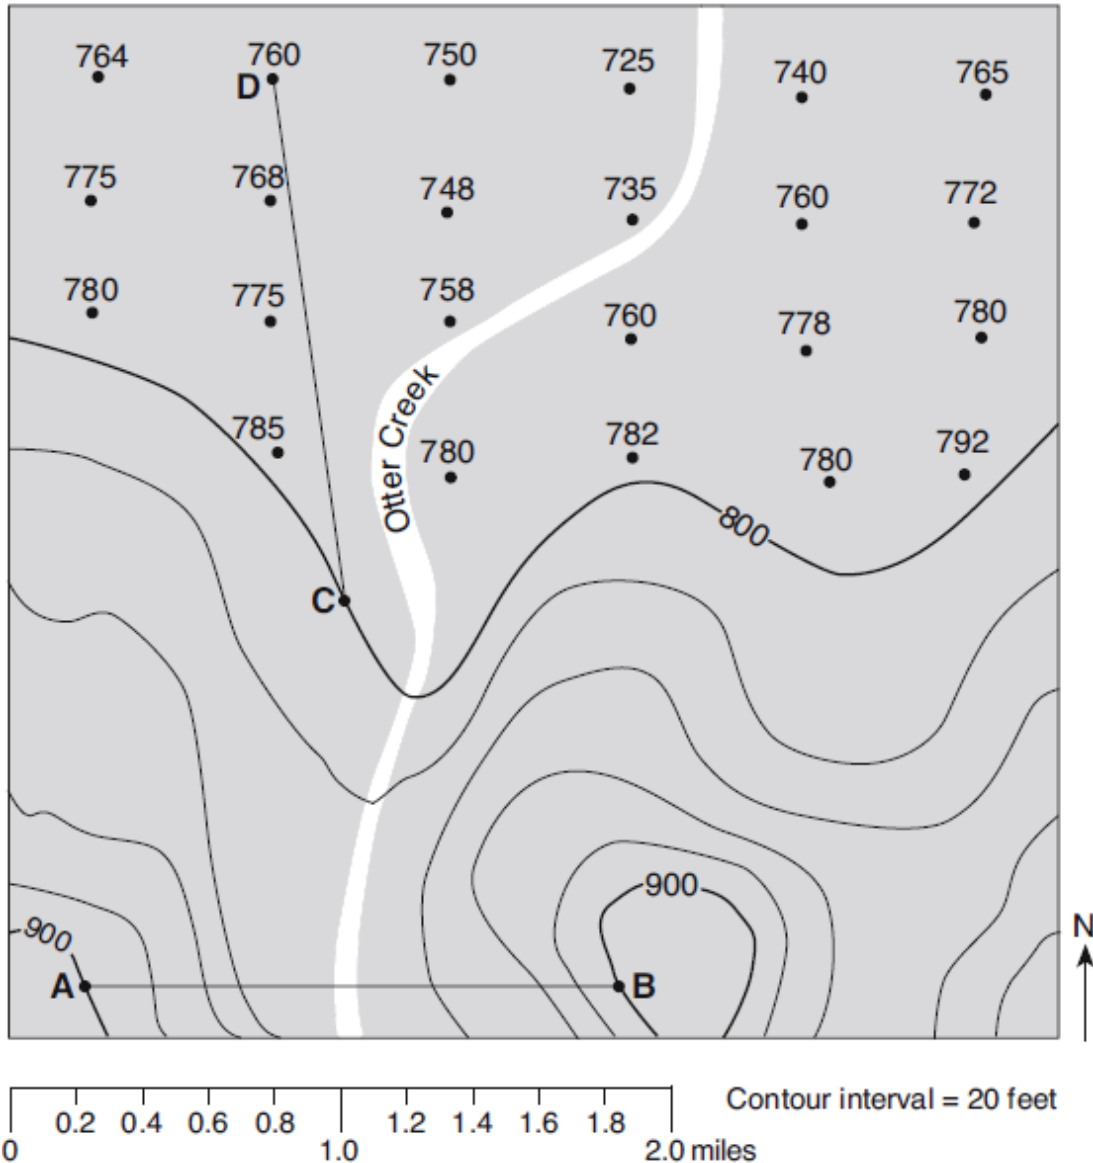 764 760 750 725 740 765
D
775 768 748 735 760 772
780 775 758 760 778 780
Otter Creek
785 780 782 780 792
800
C
900 900
N
A B
0 0.2 0.4 0.6 0.8 1.0 1.2 1.4 1.6 1.8 2.0 miles
Contour interval = 20 feet